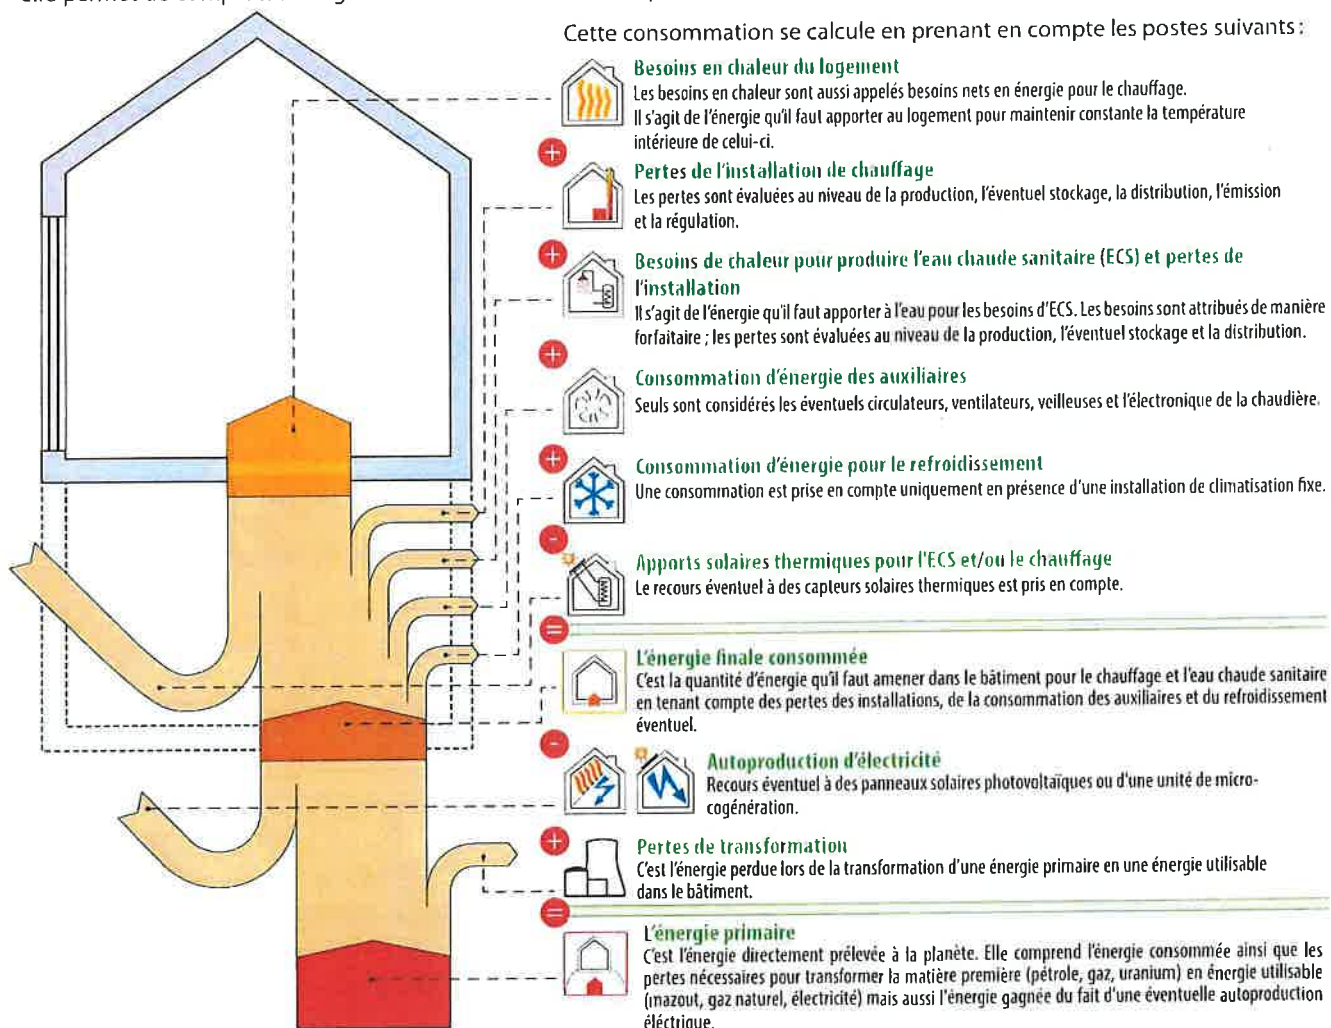 Cette consommation se calcule en prenant en compte les postes suivants :
Besoins en chaleur du logement
Les besoins en chaleur sont aussi appelés besoins nets en énergie pour le chauffage.
Il s'agit de l'énergie qu'il faut apporter au logement pour maintenir constante la température
intérieure de celui-ci.
+
Pertes de l'installation de chauffage
Les pertes sont évaluées au niveau de la production, l'éventuel stockage, la distribution, l'émission
et la régulation.
+
Besoins de chaleur pour produire l'eau chaude sanitaire (ECS) et pertes de
l'installation
Il s'agit de l'énergie qu'il faut apporter à l'eau pour les besoins d'ECS. Les besoins sont attribués de manière
forfaitaire ; les pertes sont évaluées au niveau de la production, l'éventuel stockage et la distribution.
+
Consommation d'énergie des auxiliaires
Seuls sont considérés les éventuels circulateurs, ventilateurs, veilleuses et l'électronique de la chaudière.
+
Consommation d'énergie pour le refroidissement
Une consommation est prise en compte uniquement en présence d'une installation de climatisation fixe.
-
Apports solaires thermiques pour l'ECS et/ou le chauffage
Le recours éventuel à des capteurs solaires thermiques est pris en compte.
=
L'énergie finale consommée
C'est la quantité d'énergie qu'il faut amener dans le bâtiment pour le chauffage et l'eau chaude sanitaire
en tenant compte des pertes des installations, de la consommation des auxiliaires et du refroidissement
éventuel.
-
Autoproduction d'électricité
Recours éventuel à des panneaux solaires photovoltaïques ou d'une unité de micro-
cogénération.
+
Pertes de transformation
C'est l'énergie perdue lors de la transformation d'une énergie primaire en une énergie utilisable
dans le bâtiment.
=
L'énergie primaire
C'est l'énergie directement prélevée à la planète. Elle comprend l'énergie consommée ainsi que les
pertes nécessaires pour transformer la matière première (pétrole, gaz, uranium) en énergie utilisable
(mazout, gaz naturel, électricité) mais aussi l'énergie gagnée du fait d'une éventuelle autoproduction
éléctrique.